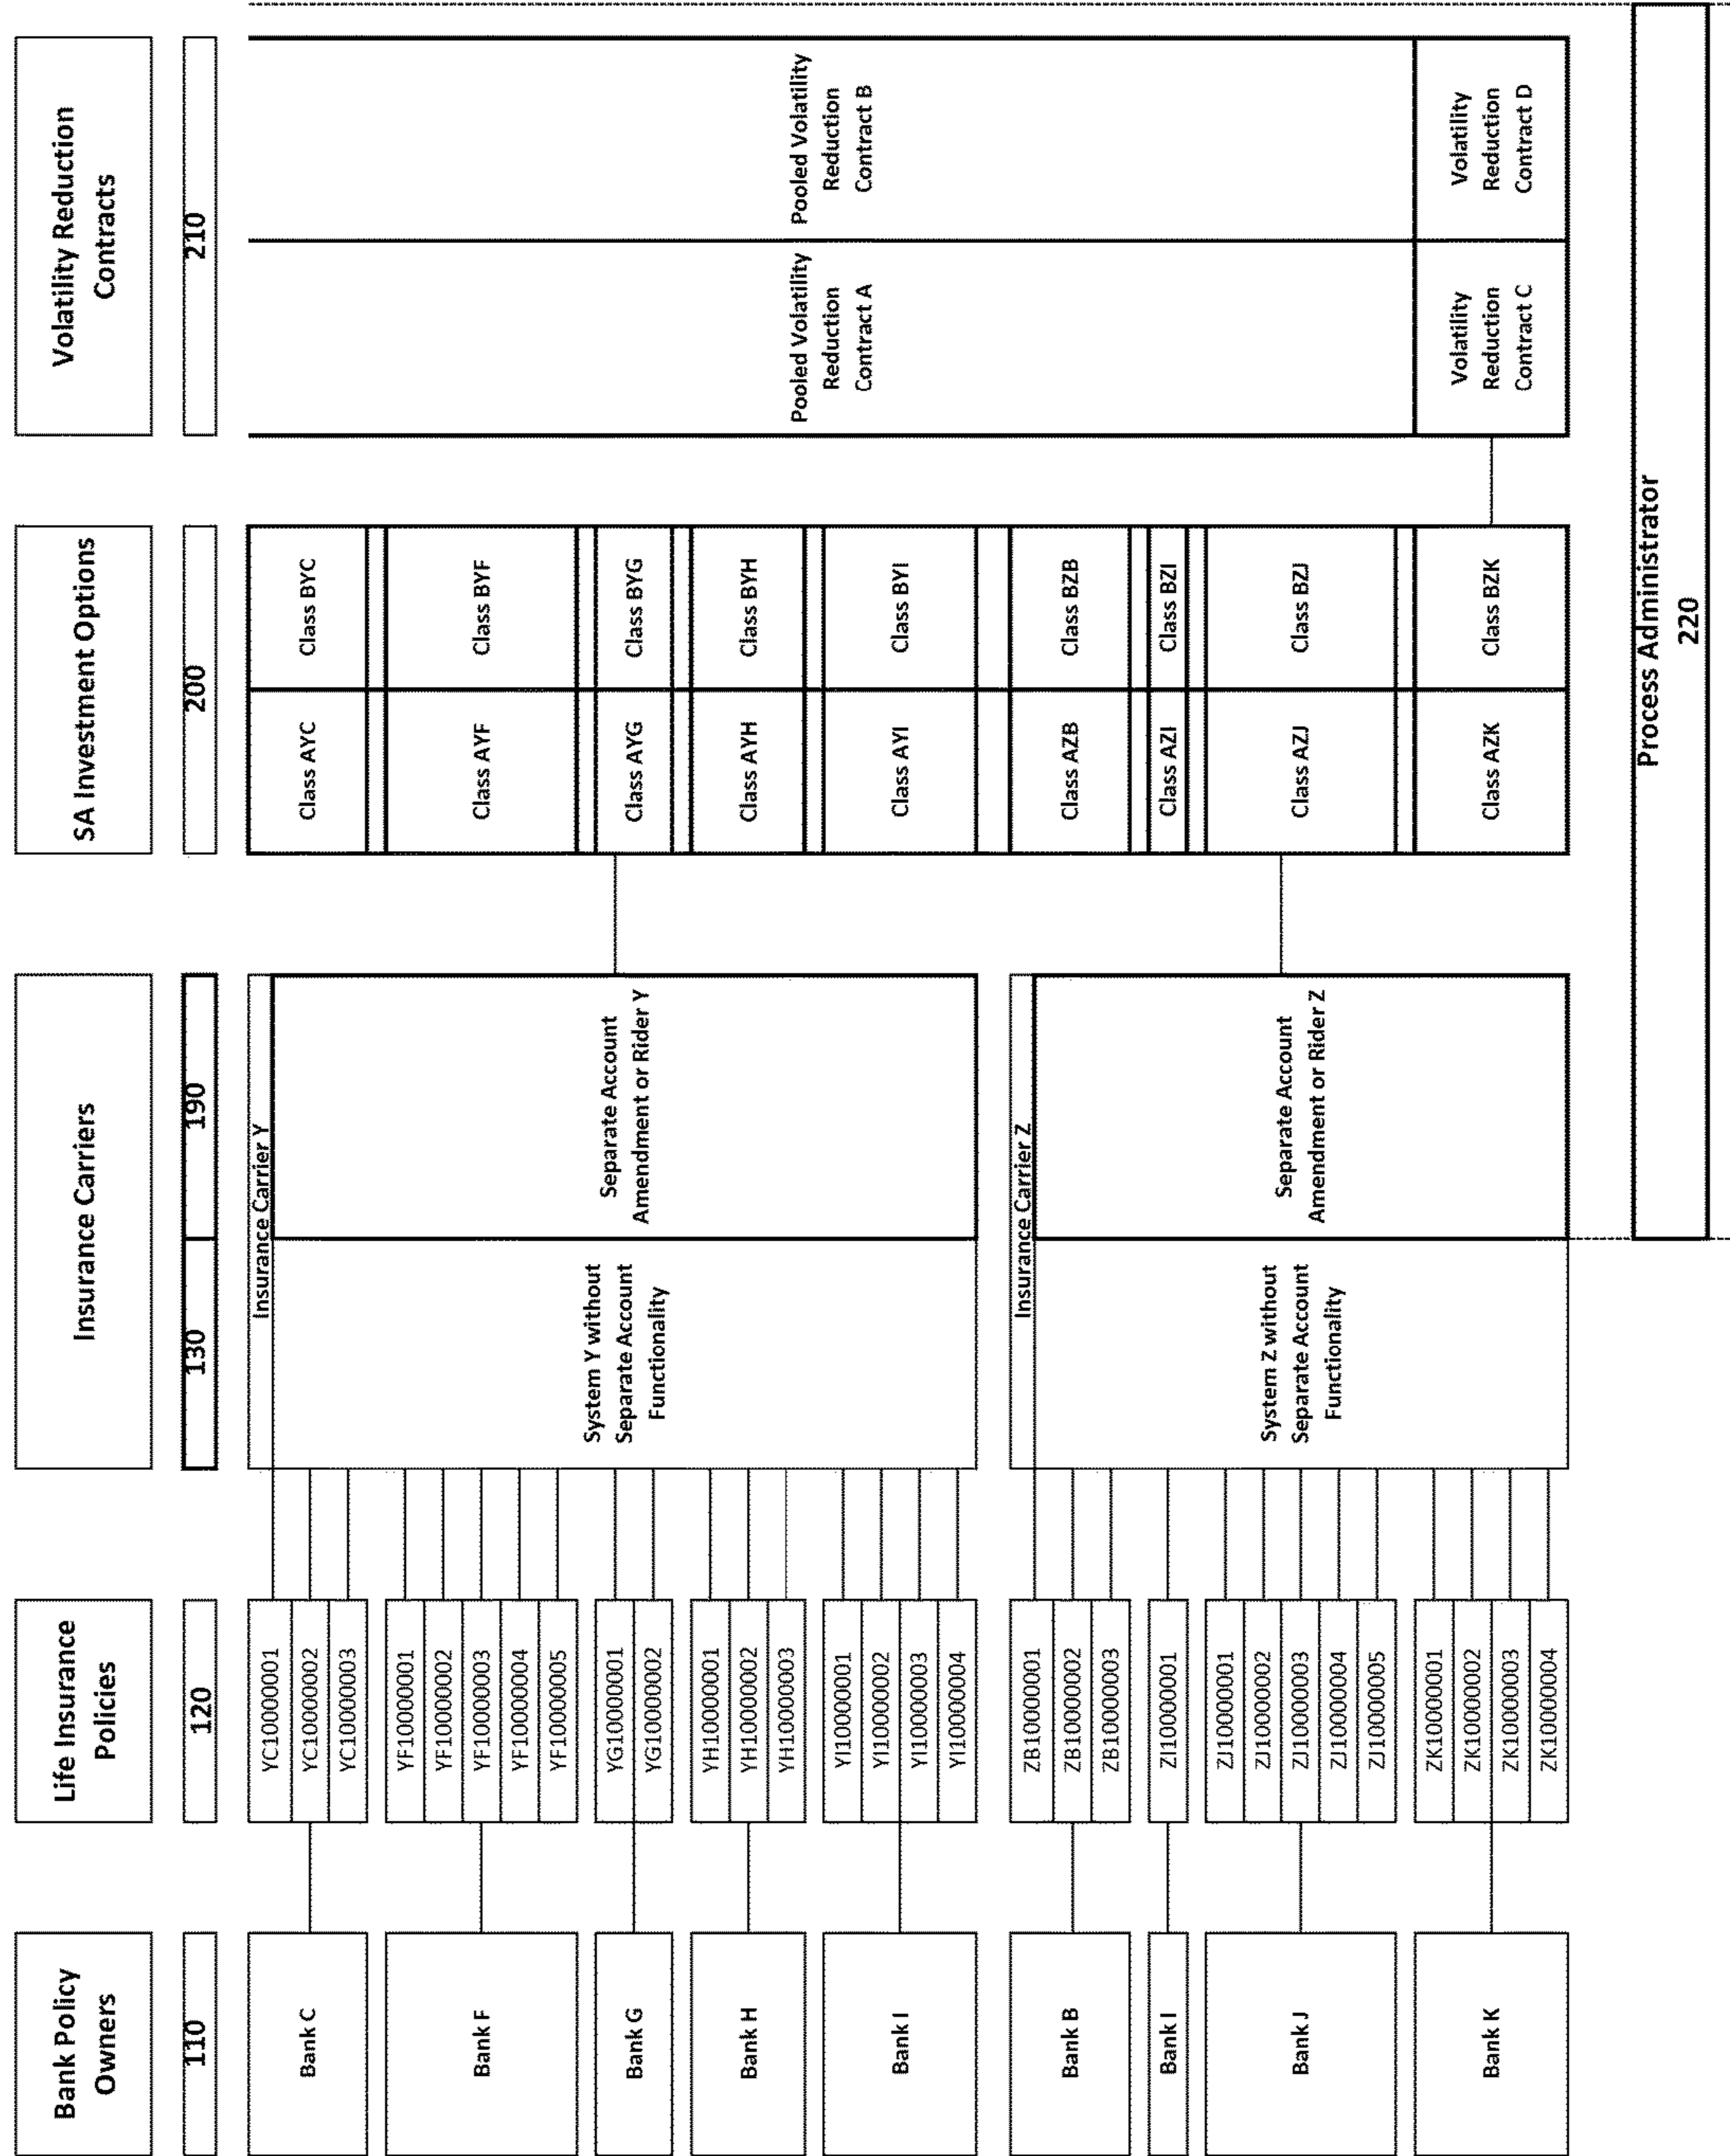 Bank Policy
Owners
Life Insurance
Policies
Insurance Carriers
SA Investment Options
Volatility Reduction
Contracts
110
120
130
190
200
210
Bank C
YC10000001
YC10000002
YC10000003
Bank F
YF10000001
YF10000002
YF10000003
YF10000004
YF10000005
Bank G
YG10000001
YG10000002
Bank H
YH10000001
YH10000002
YH10000003
Bank I
YI10000001
YI10000002
YI10000003
YI10000004
Bank B
ZB10000001
ZB10000002
ZB10000003
Bank I
ZI10000001
Bank J
ZJ10000001
ZJ10000002
ZJ10000003
ZJ10000004
ZJ10000005
Bank K
ZK10000001
ZK10000002
ZK10000003
ZK10000004
Insurance Carrier Y
System Y without
Separate Account
Functionality
Separate Account
Amendment or Rider Y
Insurance Carrier Z
System Z without
Separate Account
Functionality
Separate Account
Amendment or Rider Z
Class AYC
Class BYC
Class AYF
Class BYF
Class AYG
Class BYG
Class AYH
Class BYH
Class AYI
Class BYI
Class AZB
Class BZB
Class AZI
Class BZI
Class AZJ
Class BZJ
Class AZK
Class BZK
Pooled Volatility
Reduction
Contract A
Pooled Volatility
Reduction
Contract B
Volatility
Reduction
Contract C
Volatility
Reduction
Contract D
Process Administrator
220